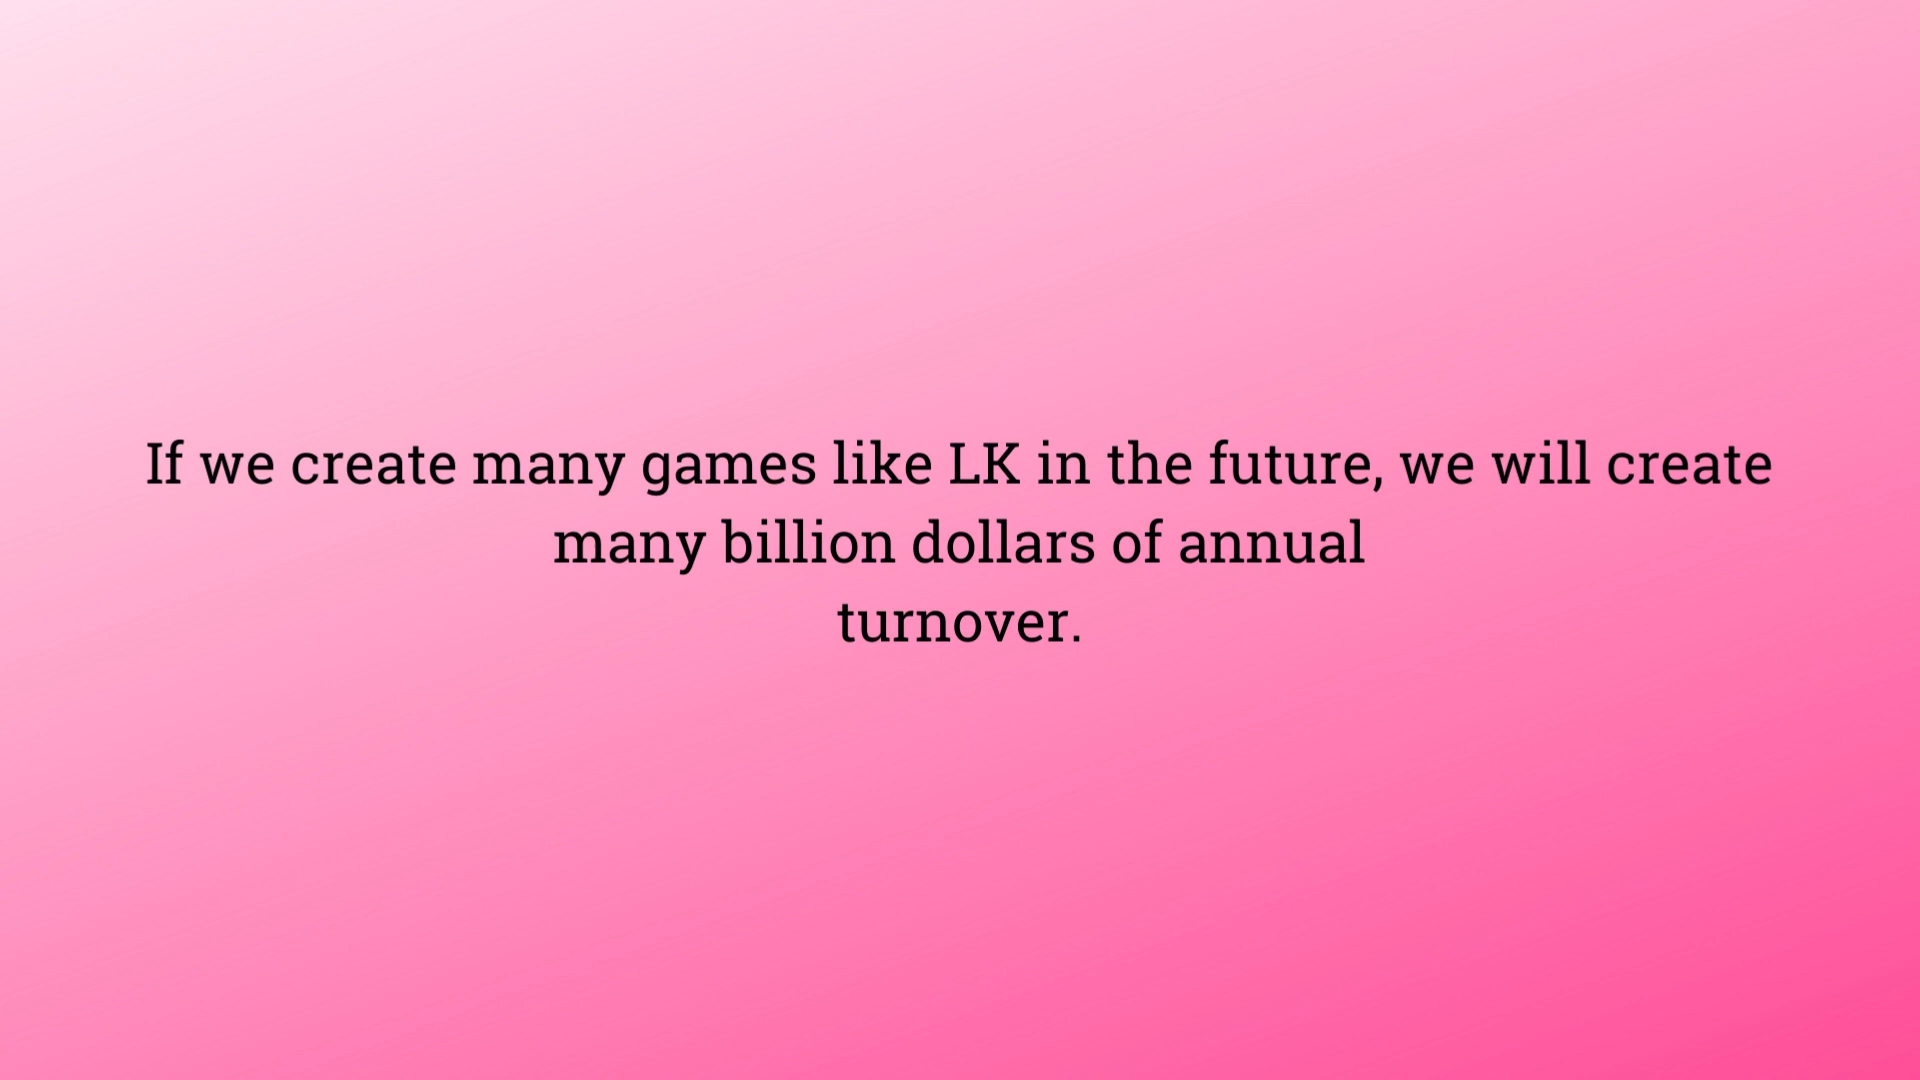 If we create many games like LK in the future, we will create
many billion dollars of annual
turnover.